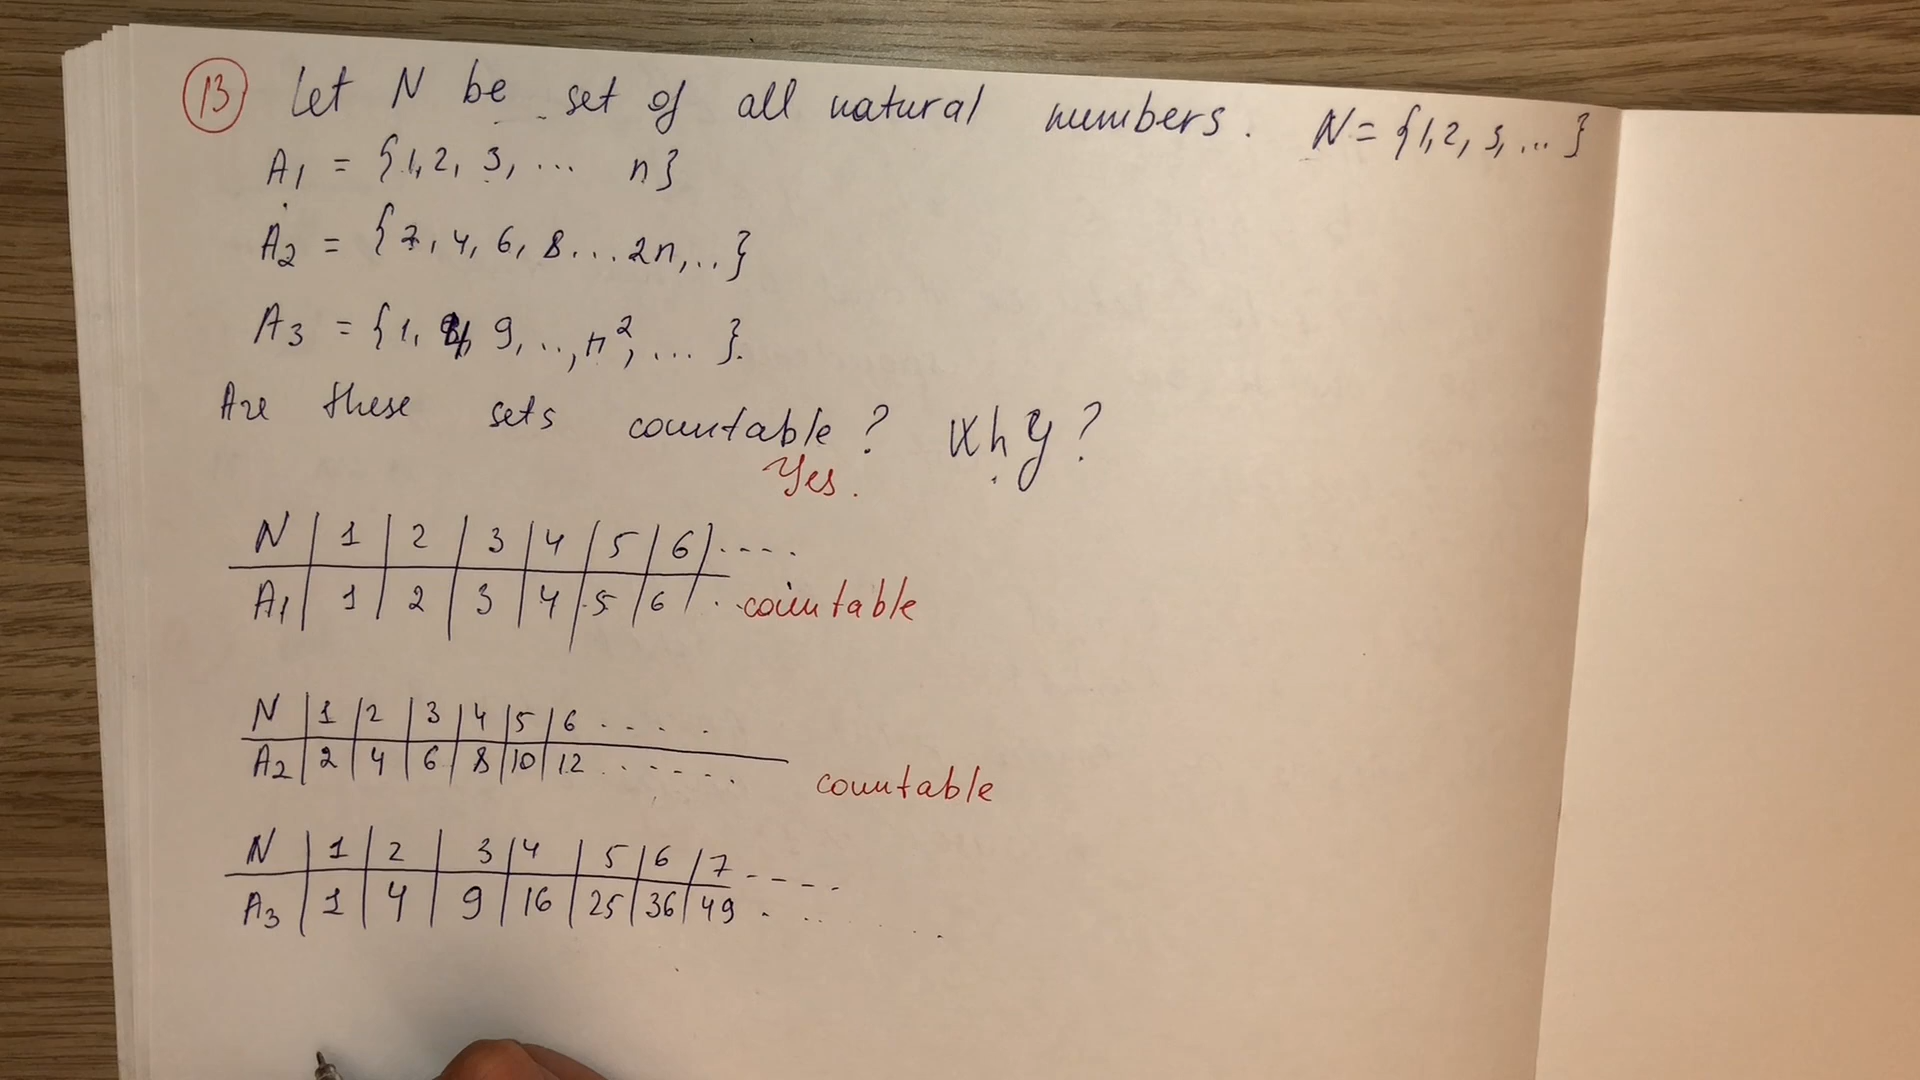 13 Let N be set of all natural numbers. N = {1,2,3,...}
A1 = {1,2,3,... n}
A2 = {2,4,6,8...2n,..}
A3 = {1,4,9,..,n²,...}.
Are these sets countable? Why?
Yes.
N | 1 | 2 | 3 | 4 | 5 | 6 | ....
A1 | 1 | 2 | 3 | 4 | 5 | 6 | .. countable
N | 1 | 2 | 3 | 4 | 5 | 6 ....
A2 | 2 | 4 | 6 | 8 | 10 | 12 ......
countable
N | 1 | 2 | 3 | 4 | 5 | 6 | 7 ----
A3 | 1 | 4 | 9 | 16 | 25 | 36 | 49 . ....